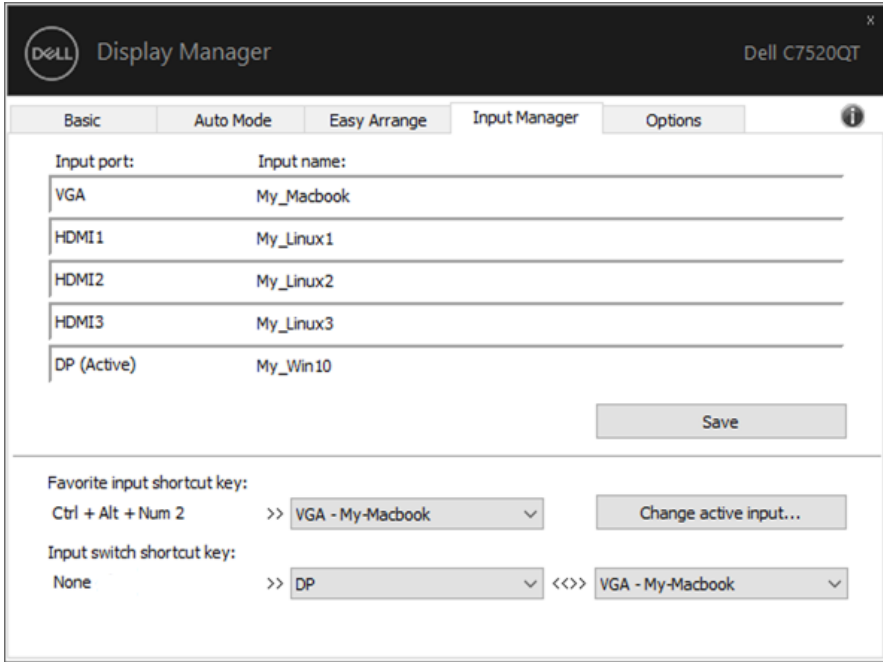 x
DELL Display Manager Dell C7520QT
Basic Auto Mode Easy Arrange Input Manager Options i
Input port: Input name:
VGA My_Macbook
HDMI1 My_Linux1
HDMI2 My_Linux2
HDMI3 My_Linux3
DP (Active) My_Win10
Save
Favorite input shortcut key:
Ctrl + Alt + Num 2 >> VGA - My-Macbook Change active input...
Input switch shortcut key:
None >> DP <<>> VGA - My-Macbook